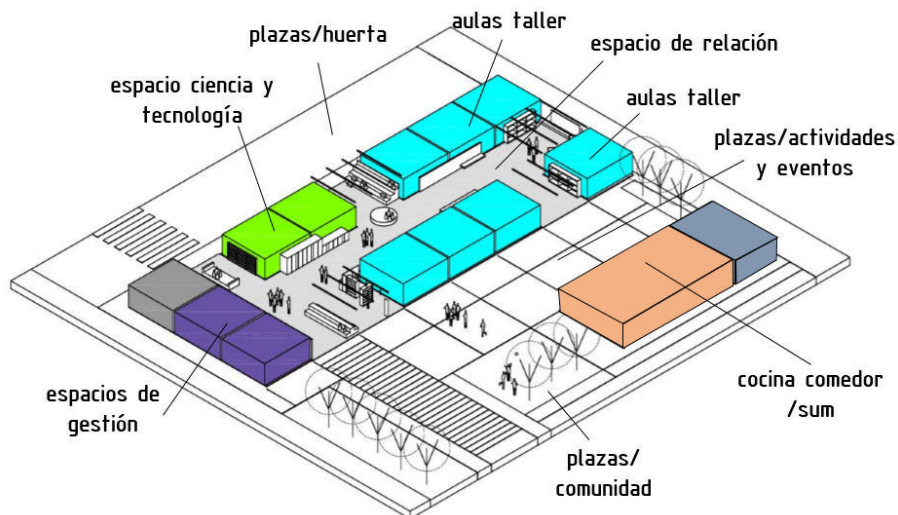 aulas taller
plazas/huerta
espacio de relación
espacio ciencia y
tecnología
aulas taller
plazas/actividades
y eventos
cocina comedor
/sum
espacios de
gestión
plazas/
comunidad